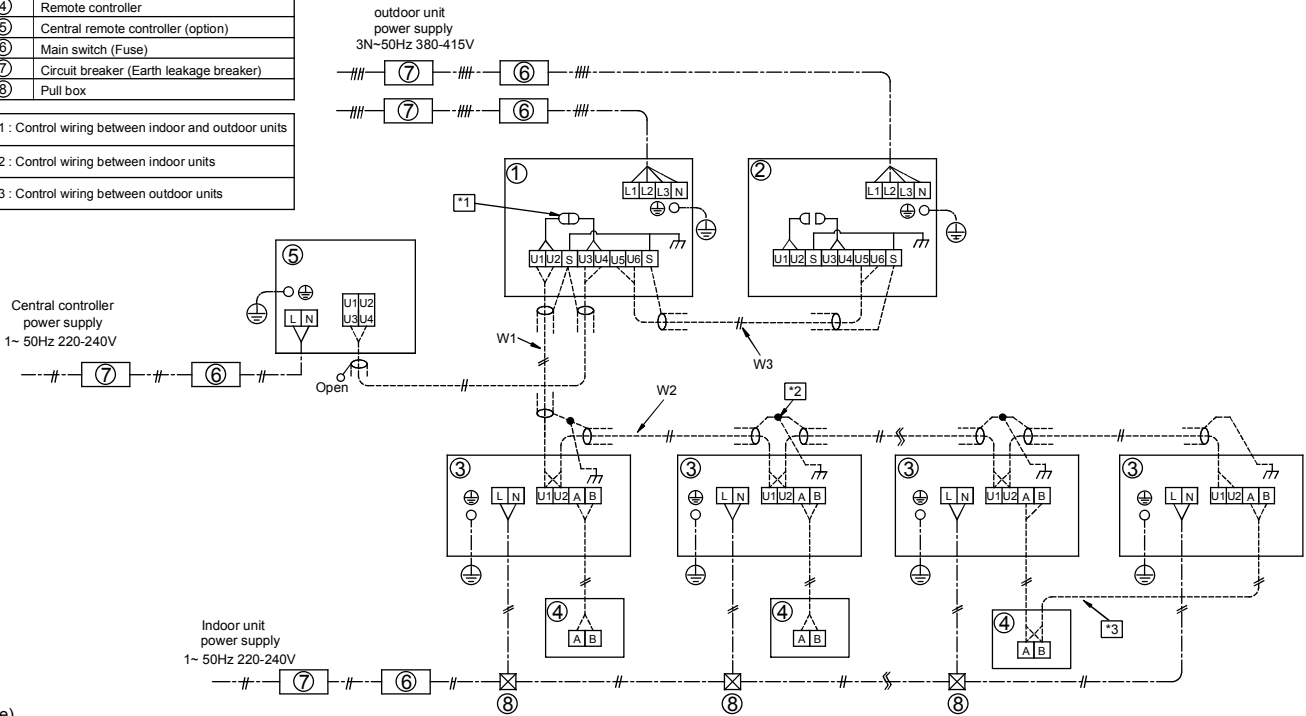 ④ Remote controller
⑤ Central remote controller (option)
⑥ Main switch (Fuse)
⑦ Circuit breaker (Earth leakage breaker)
⑧ Pull box
1 : Control wiring between indoor and outdoor units
2 : Control wiring between indoor units
3 : Control wiring between outdoor units
outdoor unit
power supply
3N~50Hz 380-415V
⑦ ⑥
⑦ ⑥
①
L1 L2 L3 N
*1
U1 U2 S U3 U4 U5 U6 S
②
L1 L2 L3 N
U1 U2 S U3 U4 U5 U6 S
⑤
L N
U1 U2
U3 U4
Open
Central controller
power supply
1~ 50Hz 220-240V
⑦ ⑥
W1
W3
W2
*2
③
L N U1 U2 A B
③
L N U1 U2 A B
③
L N U1 U2 A B
③
L N U1 U2 A B
④
A B
④
A B
④
A B
*3
Indoor unit
power supply
1~ 50Hz 220-240V
⑦ ⑥
⑧ ⑧ ⑧